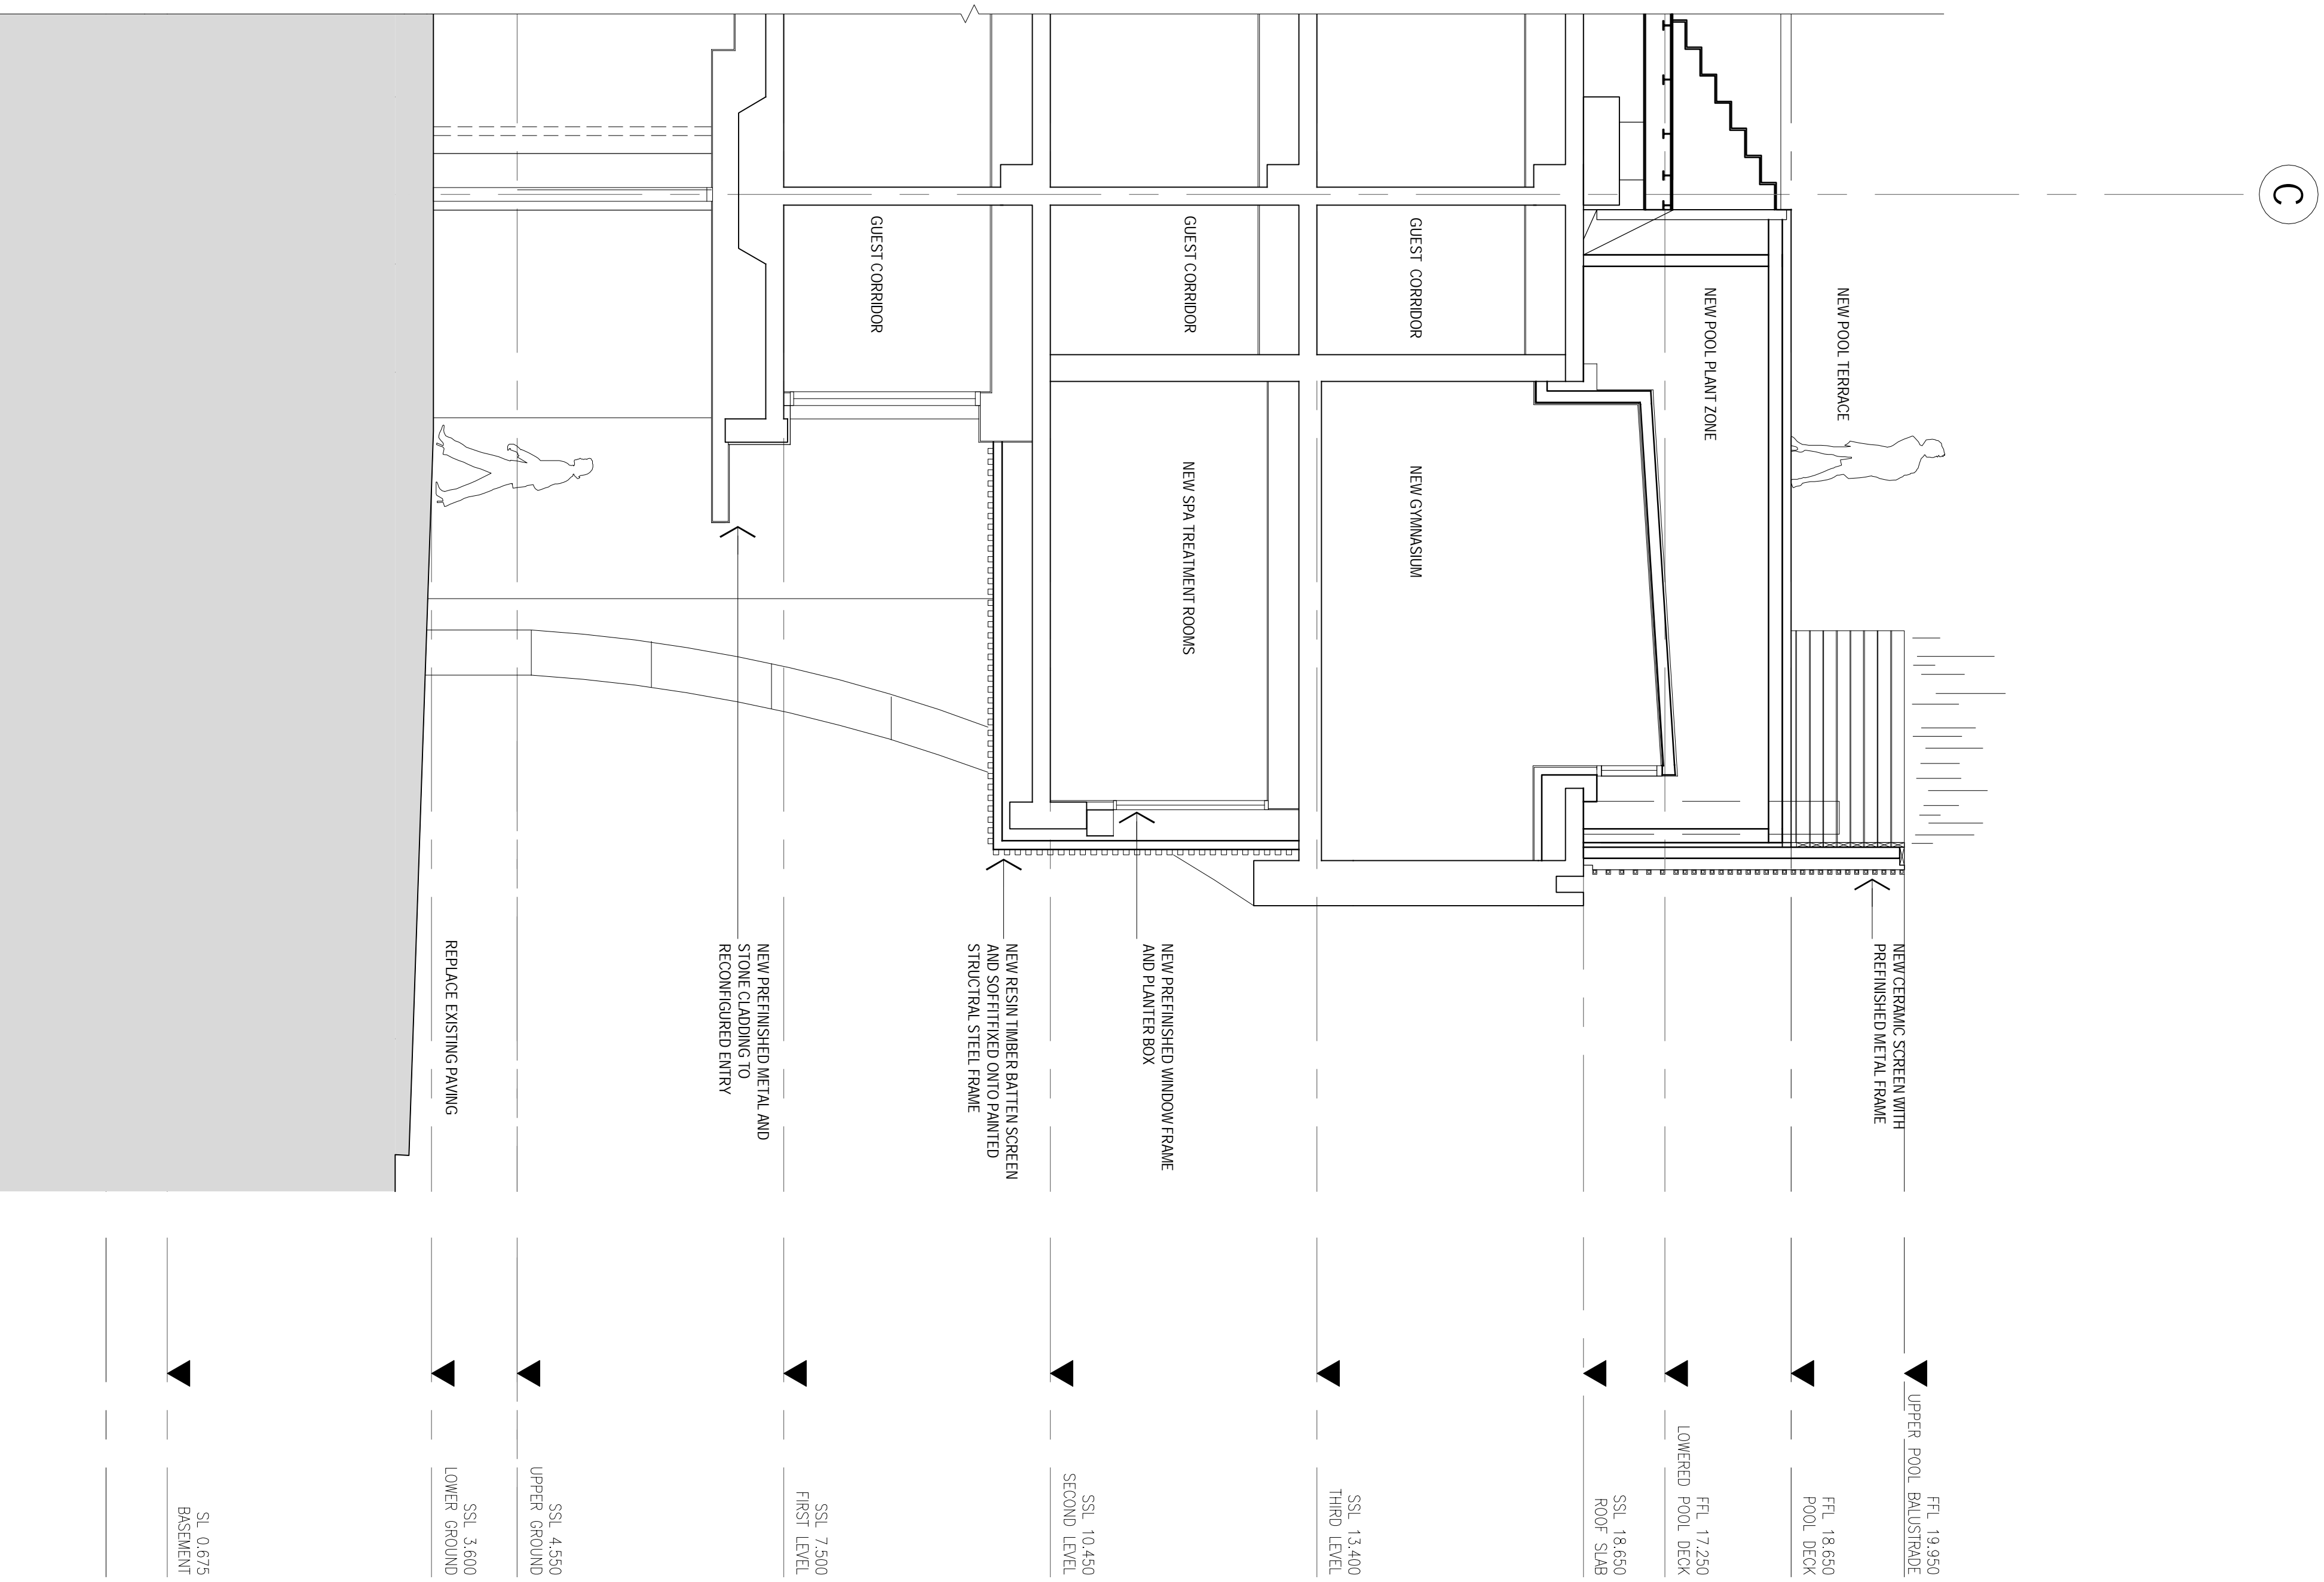 C
NEW POOL TERRACE
NEW POOL PLANT ZONE
GUEST CORRIDOR
NEW GYMNASIUM
GUEST CORRIDOR
NEW SPA TREATMENT ROOMS
GUEST CORRIDOR
NEW CERAMIC SCREEN WITH
PREFINISHED METAL FRAME
NEW PREFINISHED WINDOW FRAME
AND PLANTER BOX
NEW RESIN TIMBER BATTEN SCREEN
AND SOFFITFIXED ONTO PAINTED
STRUCTRAL STEEL FRAME
NEW PREFINISHED METAL AND
STONE CLADDING TO
RECONFIGURED ENTRY
REPLACE EXISTING PAVING
FFL 19.950
UPPER POOL BALUSTRADE
FFL 18.650
POOL DECK
FFL 17.250
LOWERED POOL DECK
SSL 18.650
ROOF SLAB
SSL 13.400
THIRD LEVEL
SSL 10.450
SECOND LEVEL
SSL 7.500
FIRST LEVEL
SSL 4.550
UPPER GROUND
SSL 3.600
LOWER GROUND
SL 0.675
BASEMENT